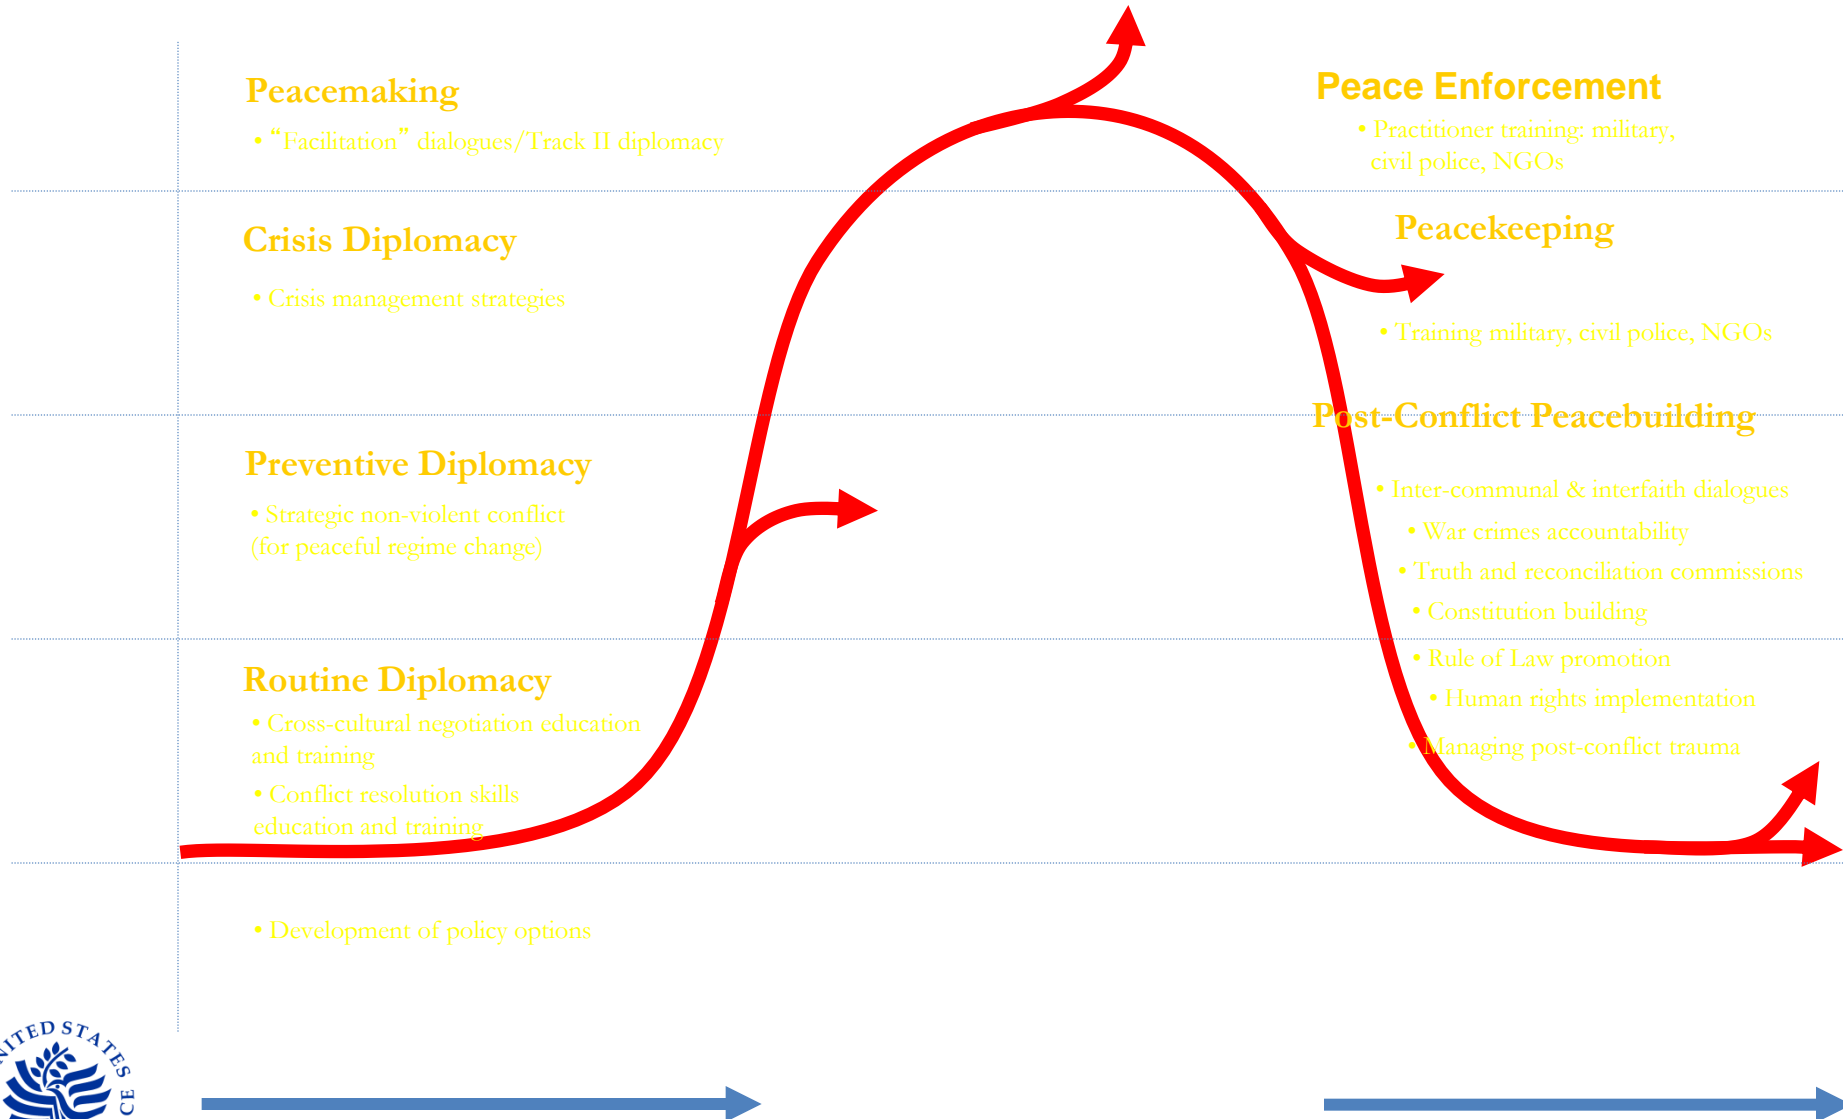 Peacemaking
• “Facilitation” dialogues/Track II diplomacy
Crisis Diplomacy
• Crisis management strategies
Preventive Diplomacy
• Strategic non-violent conflict
(for peaceful regime change)
Routine Diplomacy
• Cross-cultural negotiation education
and training
• Conflict resolution skills
education and training
• Development of policy options
Peace Enforcement
• Practitioner training: military,
civil police, NGOs
Peacekeeping
• Training military, civil police, NGOs
Post-Conflict Peacebuilding
• Inter-communal & interfaith dialogues
• War crimes accountability
• Truth and reconciliation commissions
• Constitution building
• Rule of Law promotion
• Human rights implementation
• Managing post-conflict trauma
NITED STATES
CE